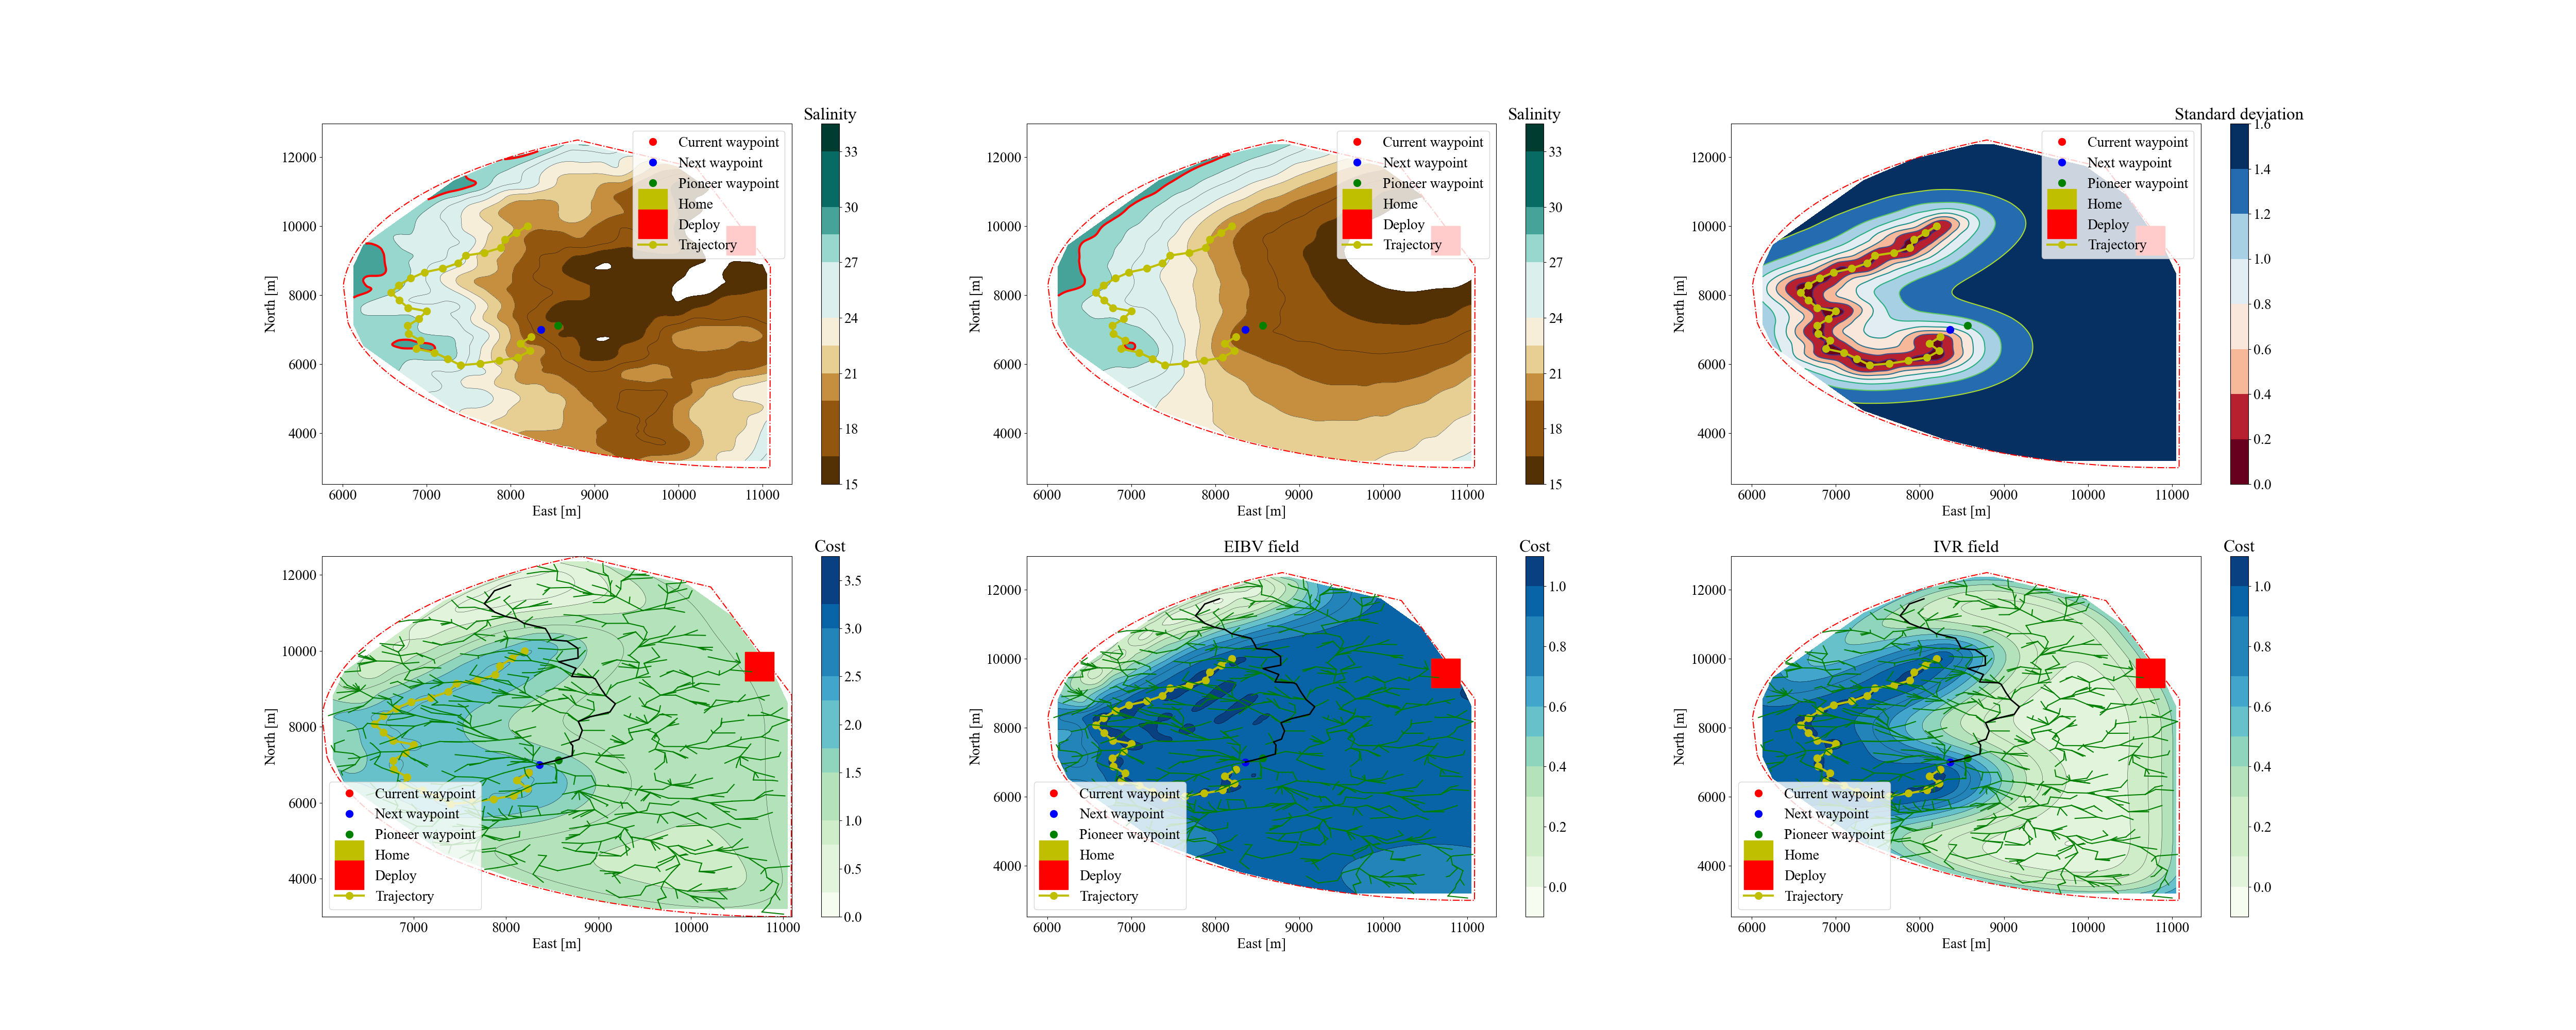 Salinity
Current waypoint
Next waypoint
Pioneer waypoint
Home
Deploy
Trajectory
12000
10000
8000
6000
4000
North [m]
6000 7000 8000 9000 10000 11000
East [m]
33
30
27
24
21
18
15
Salinity
Current waypoint
Next waypoint
Pioneer waypoint
Home
Deploy
Trajectory
12000
10000
8000
6000
4000
North [m]
6000 7000 8000 9000 10000 11000
East [m]
33
30
27
24
21
18
15
Standard deviation
Current waypoint
Next waypoint
Pioneer waypoint
Home
Deploy
Trajectory
12000
10000
8000
6000
4000
North [m]
6000 7000 8000 9000 10000 11000
East [m]
1.6
1.4
1.2
1.0
0.8
0.6
0.4
0.2
0.0
Cost
12000
10000
8000
6000
4000
North [m]
Current waypoint
Next waypoint
Pioneer waypoint
Home
Deploy
Trajectory
7000 8000 9000 10000 11000
East [m]
3.5
3.0
2.5
2.0
1.5
1.0
0.5
0.0
EIBV field
Cost
12000
10000
8000
6000
4000
North [m]
Current waypoint
Next waypoint
Pioneer waypoint
Home
Deploy
Trajectory
6000 7000 8000 9000 10000 11000
East [m]
1.0
0.8
0.6
0.4
0.2
0.0
IVR field
Cost
12000
10000
8000
6000
4000
North [m]
Current waypoint
Next waypoint
Pioneer waypoint
Home
Deploy
Trajectory
6000 7000 8000 9000 10000 11000
East [m]
1.0
0.8
0.6
0.4
0.2
0.0